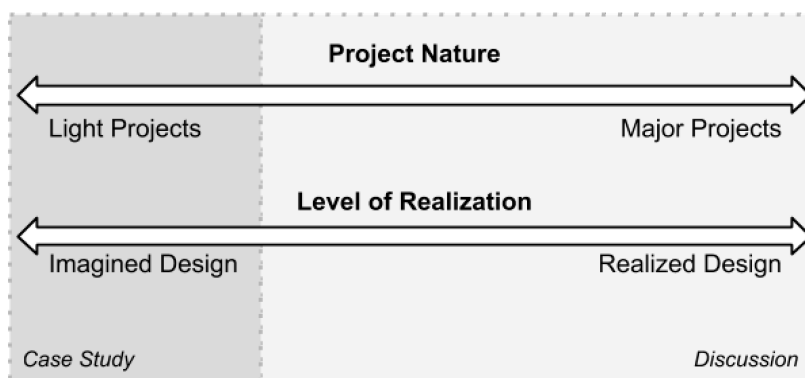 Project Nature
Light Projects
Major Projects
Level of Realization
Imagined Design
Realized Design
Case Study
Discussion